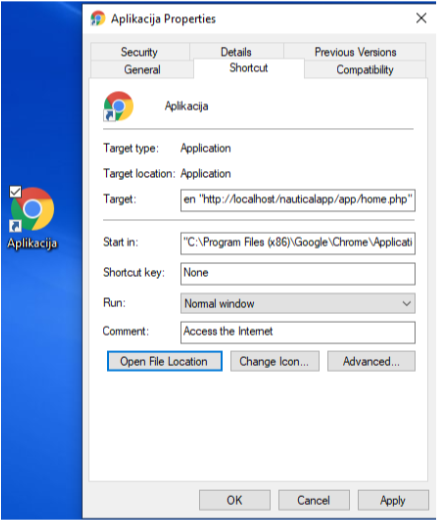 Aplikacija Properties
Security Details Previous Versions
General Shortcut Compatibility
Aplikacija
Target type: Application
Target location: Application
Target: en "http://localhost/nauticalapp/app/home.php"
Start in: "C:\Program Files (x86)\Google\Chrome\Applicati
Shortcut key: None
Run: Normal window
Comment: Access the Internet
Open File Location Change Icon... Advanced...
OK Cancel Apply
Aplikacija